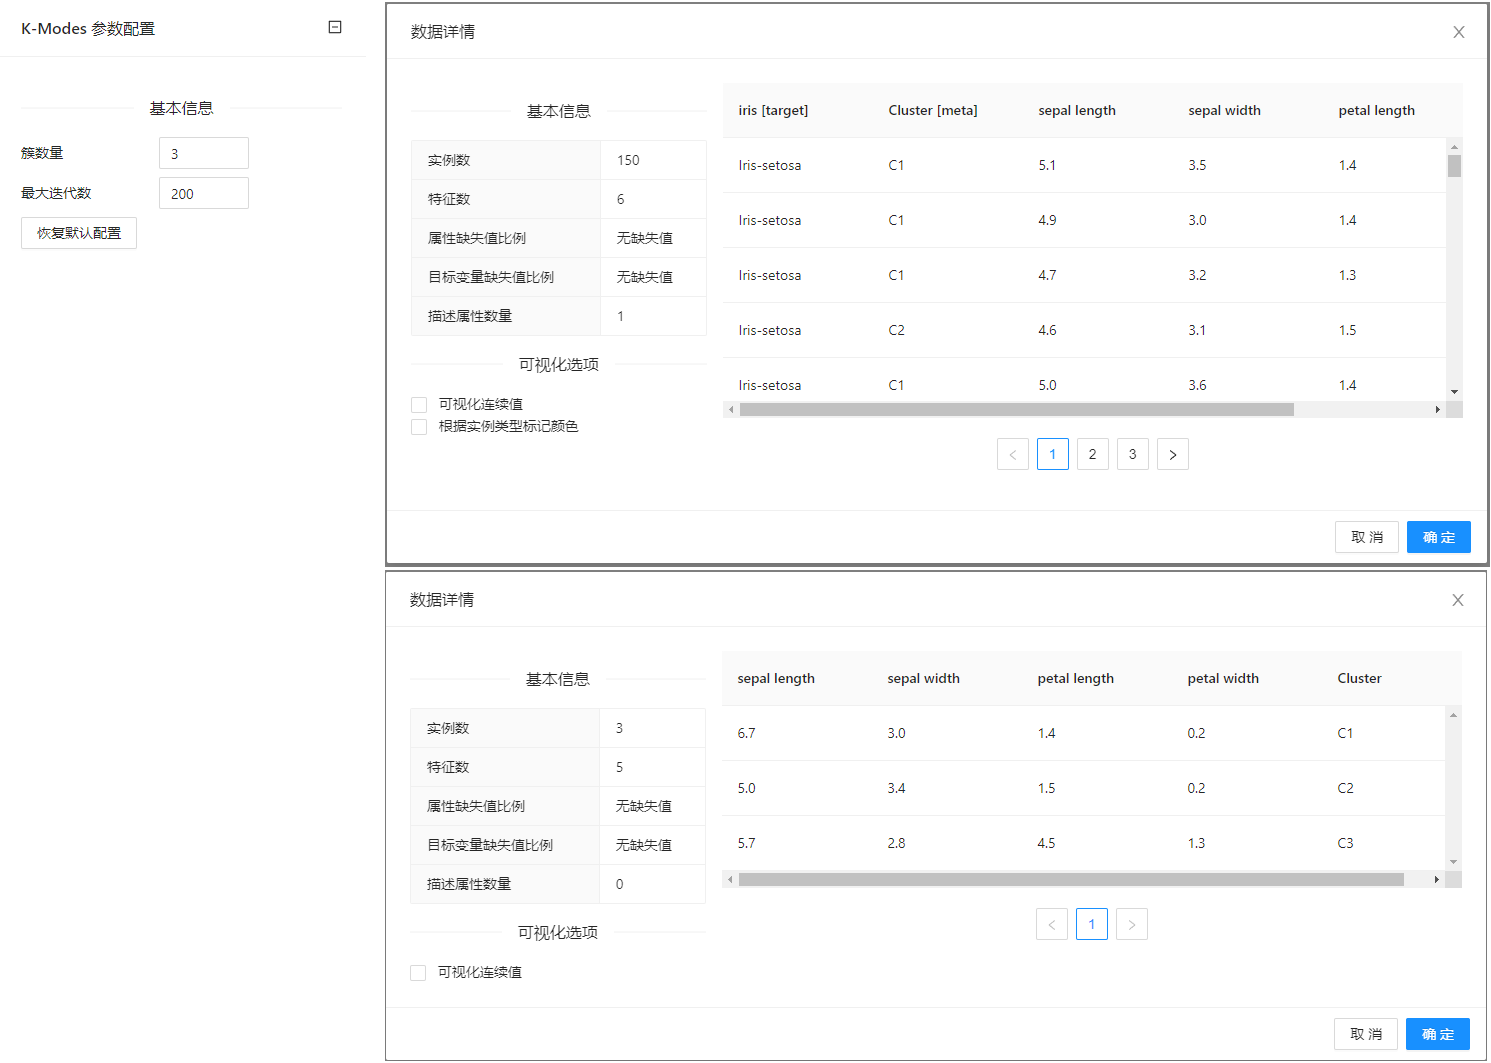 K-Modes 参数配置
基本信息
簇数量 3
最大迭代数 200
恢复默认配置
数据详情
基本信息
实例数 150
特征数 6
属性缺失值比例 无缺失值
目标变量缺失值比例 无缺失值
描述属性数量 1
可视化选项
可视化连续值
根据实例类型标记颜色
iris [target] Cluster [meta] sepal length sepal width petal length
Iris-setosa C1 5.1 3.5 1.4
Iris-setosa C1 4.9 3.0 1.4
Iris-setosa C1 4.7 3.2 1.3
Iris-setosa C2 4.6 3.1 1.5
Iris-setosa C1 5.0 3.6 1.4
< 1 2 3 >
取 消 确 定
数据详情
基本信息
实例数 3
特征数 5
属性缺失值比例 无缺失值
目标变量缺失值比例 无缺失值
描述属性数量 0
可视化选项
可视化连续值
sepal length sepal width petal length petal width Cluster
6.7 3.0 1.4 0.2 C1
5.0 3.4 1.5 0.2 C2
5.7 2.8 4.5 1.3 C3
< 1 >
取 消 确 定